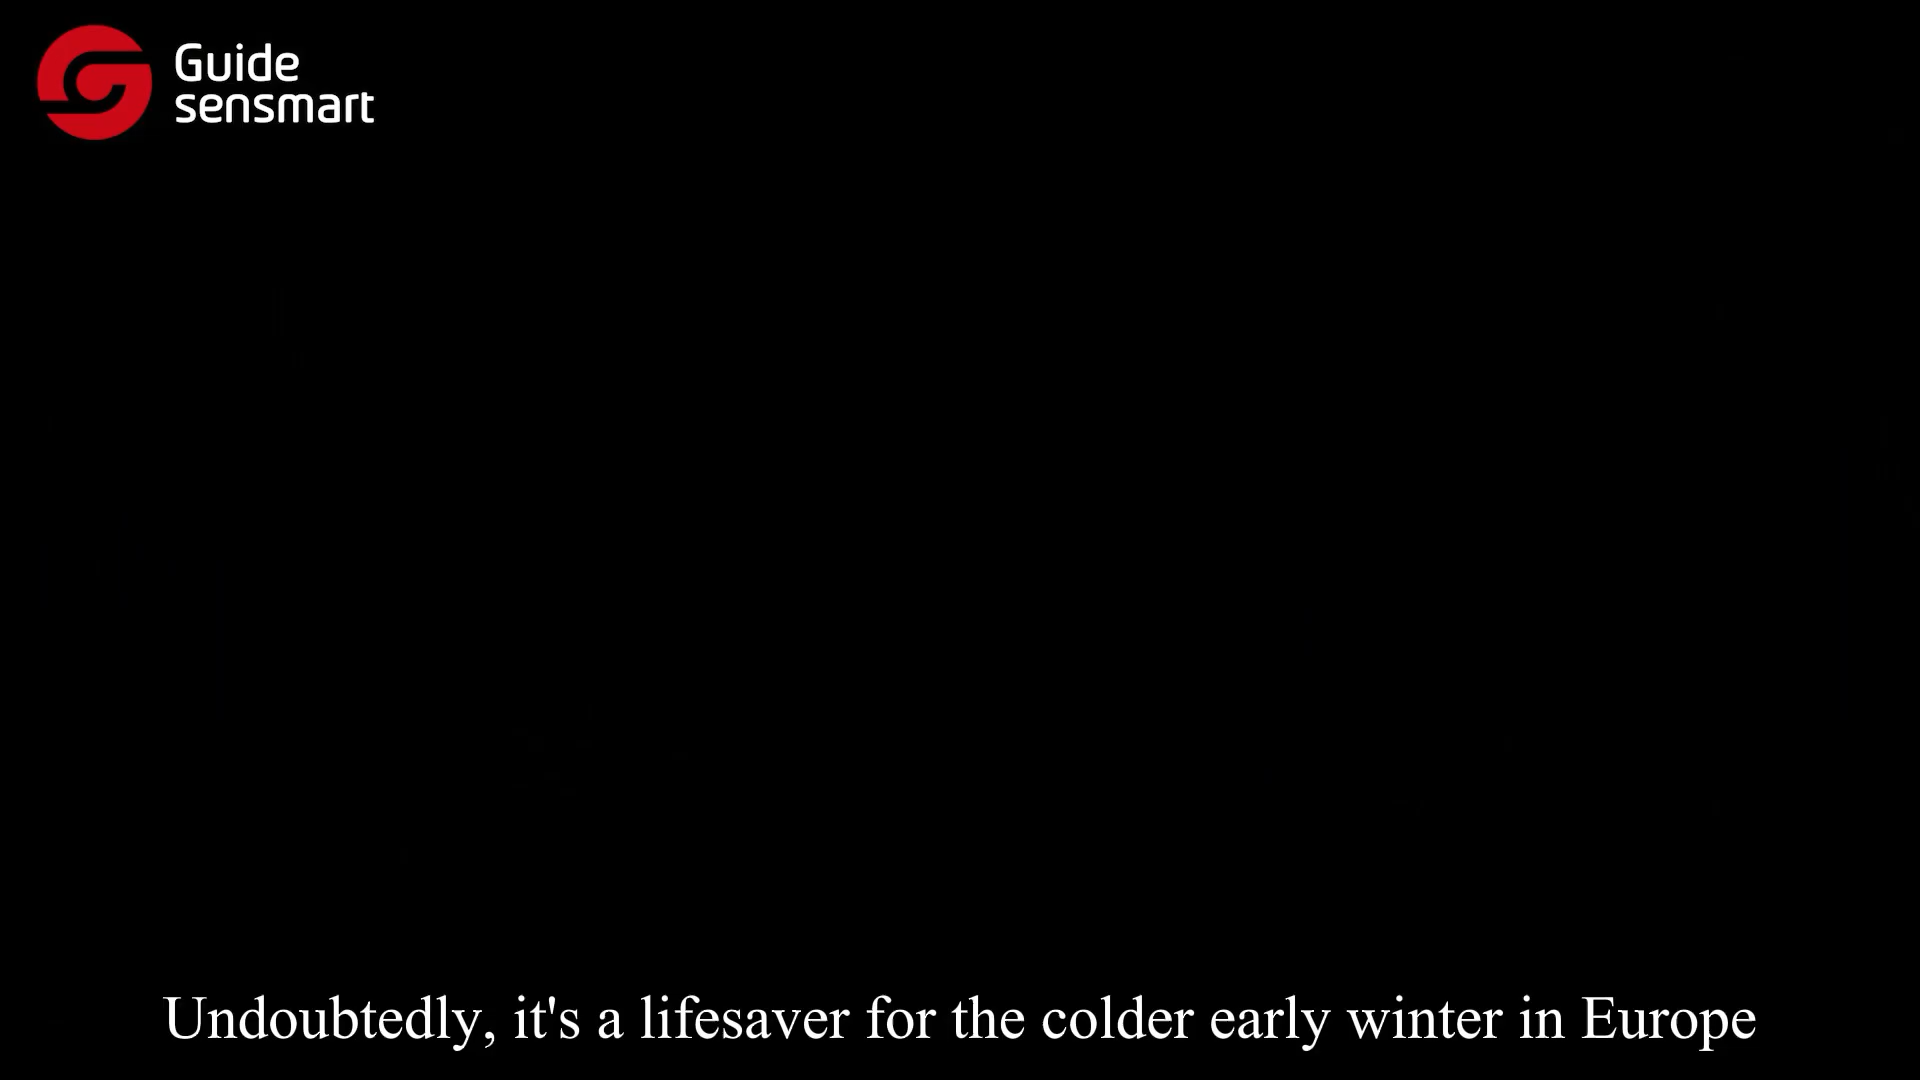 Guide
sensmart
Undoubtedly, it's a lifesaver for the colder early winter in Europe